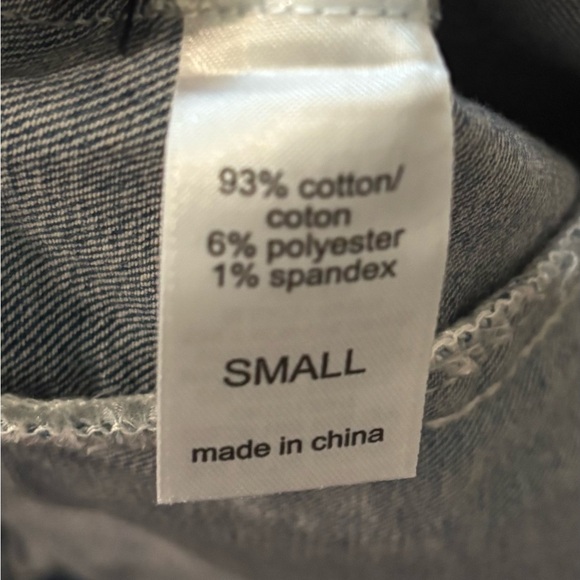 93% cotton/
coton
6% polyester
1% spandex
SMALL
made in china